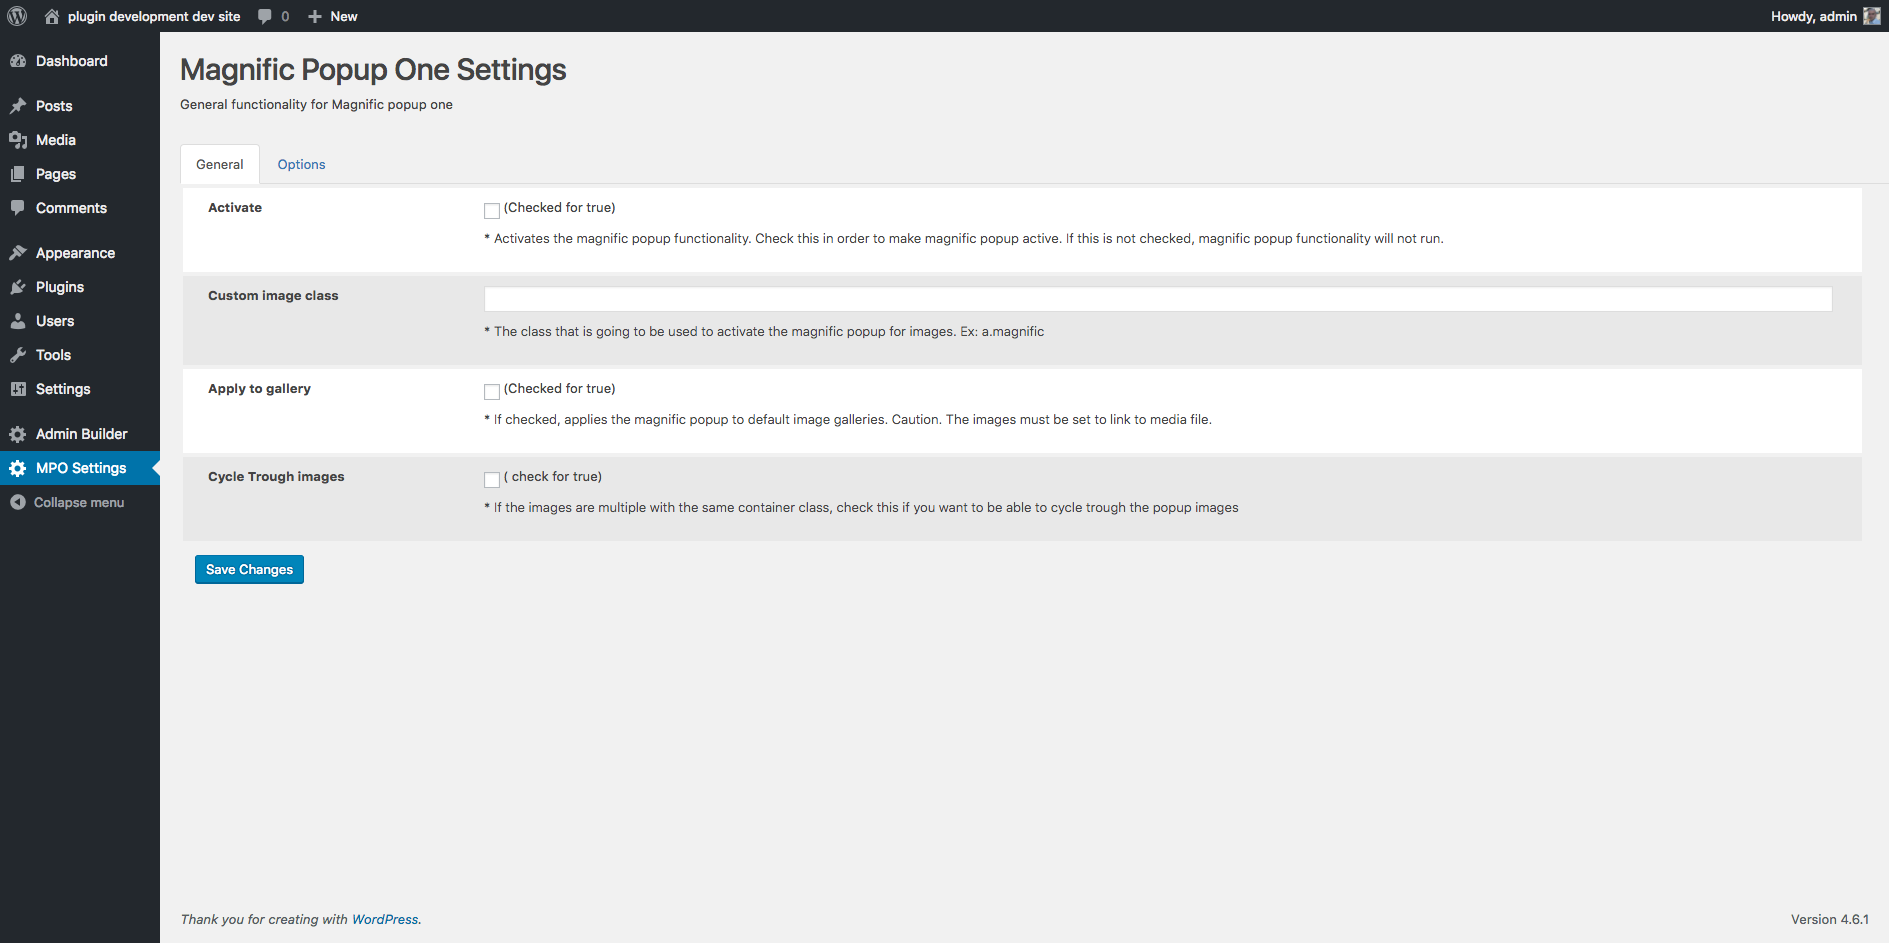 plugin development dev site 0 New Howdy, admin
Dashboard
Posts
Media
Pages
Comments
Appearance
Plugins
Users
Tools
Settings
Admin Builder
MPO Settings
Collapse menu
Magnific Popup One Settings
General functionality for Magnific popup one
General Options
Activate (Checked for true)
* Activates the magnific popup functionality. Check this in order to make magnific popup active. If this is not checked, magnific popup functionality will not run.
Custom image class
* The class that is going to be used to activate the magnific popup for images. Ex: a.magnific
Apply to gallery (Checked for true)
* If checked, applies the magnific popup to default image galleries. Caution. The images must be set to link to media file.
Cycle Trough images ( check for true)
* If the images are multiple with the same container class, check this if you want to be able to cycle trough the popup images
Save Changes
Thank you for creating with WordPress. Version 4.6.1